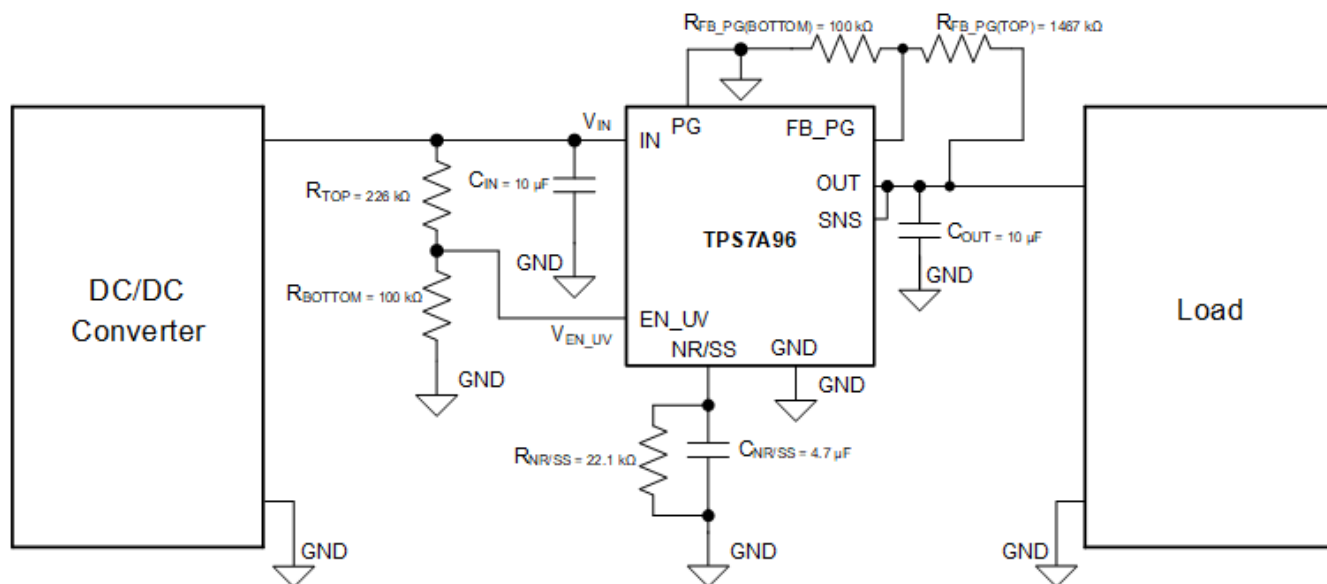 RFB_PG(BOTTOM) = 100 kΩ
RFB_PG(TOP) = 1467 kΩ
GND
VIN
IN
PG
FB_PG
RTOP = 226 kΩ
CIN = 10 µF
OUT
SNS
TPS7A96
COUT = 10 µF
GND
GND
DC/DC
Converter
RBOTTOM = 100 kΩ
Load
VEN_UV
EN_UV
NR/SS
GND
GND
GND
RNR/SS = 22.1 kΩ
CNR/SS = 4.7 µF
GND
GND
GND